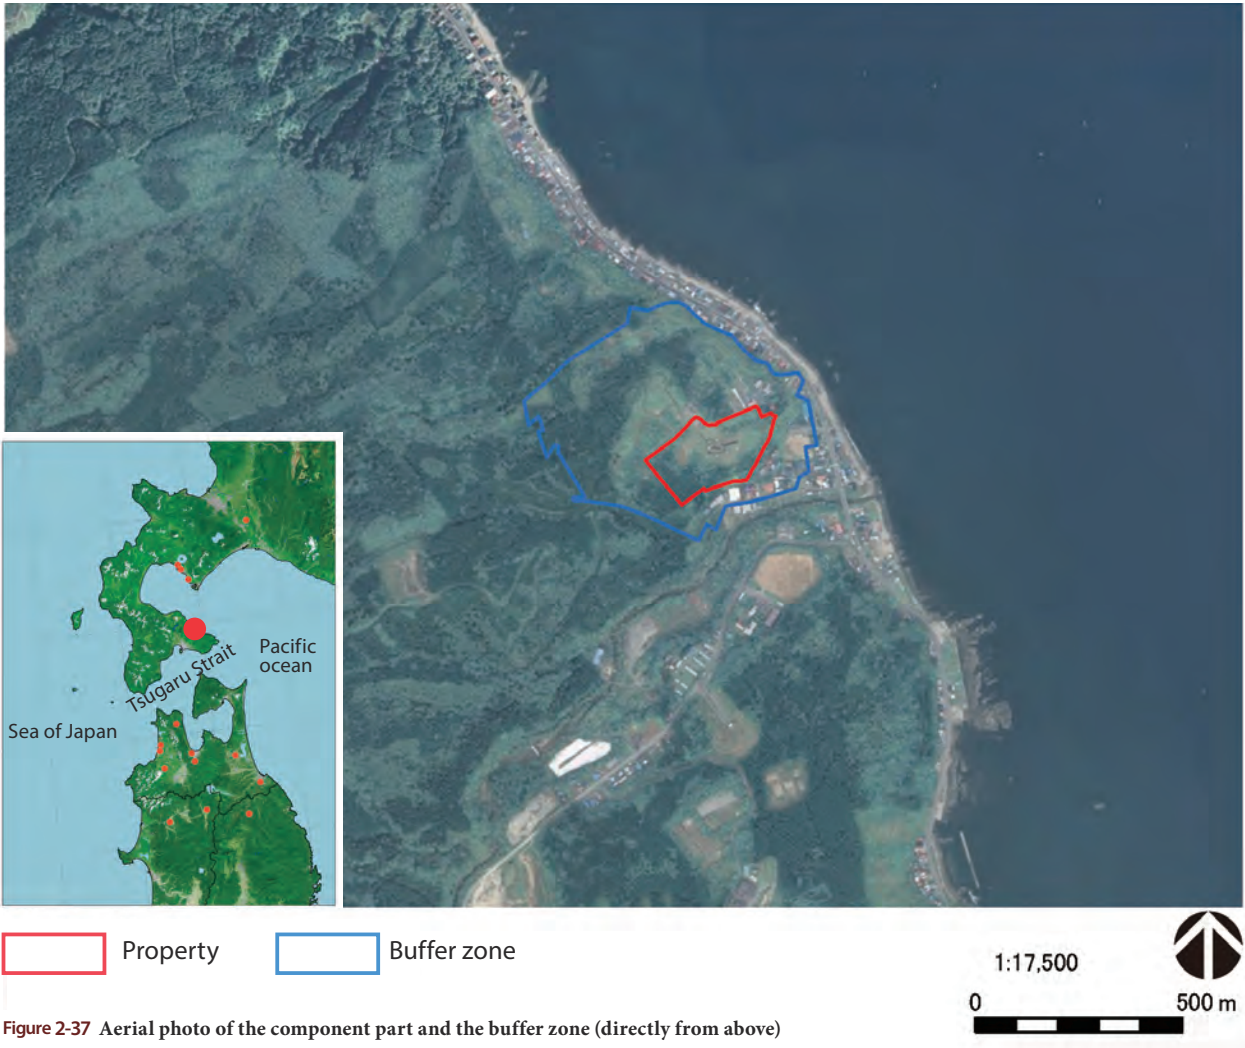 Pacific
ocean
Tsugaru Strait
Sea of Japan
Property
Buffer zone
1:17,500
0 500 m
Figure 2-37 Aerial photo of the component part and the buffer zone (directly from above)